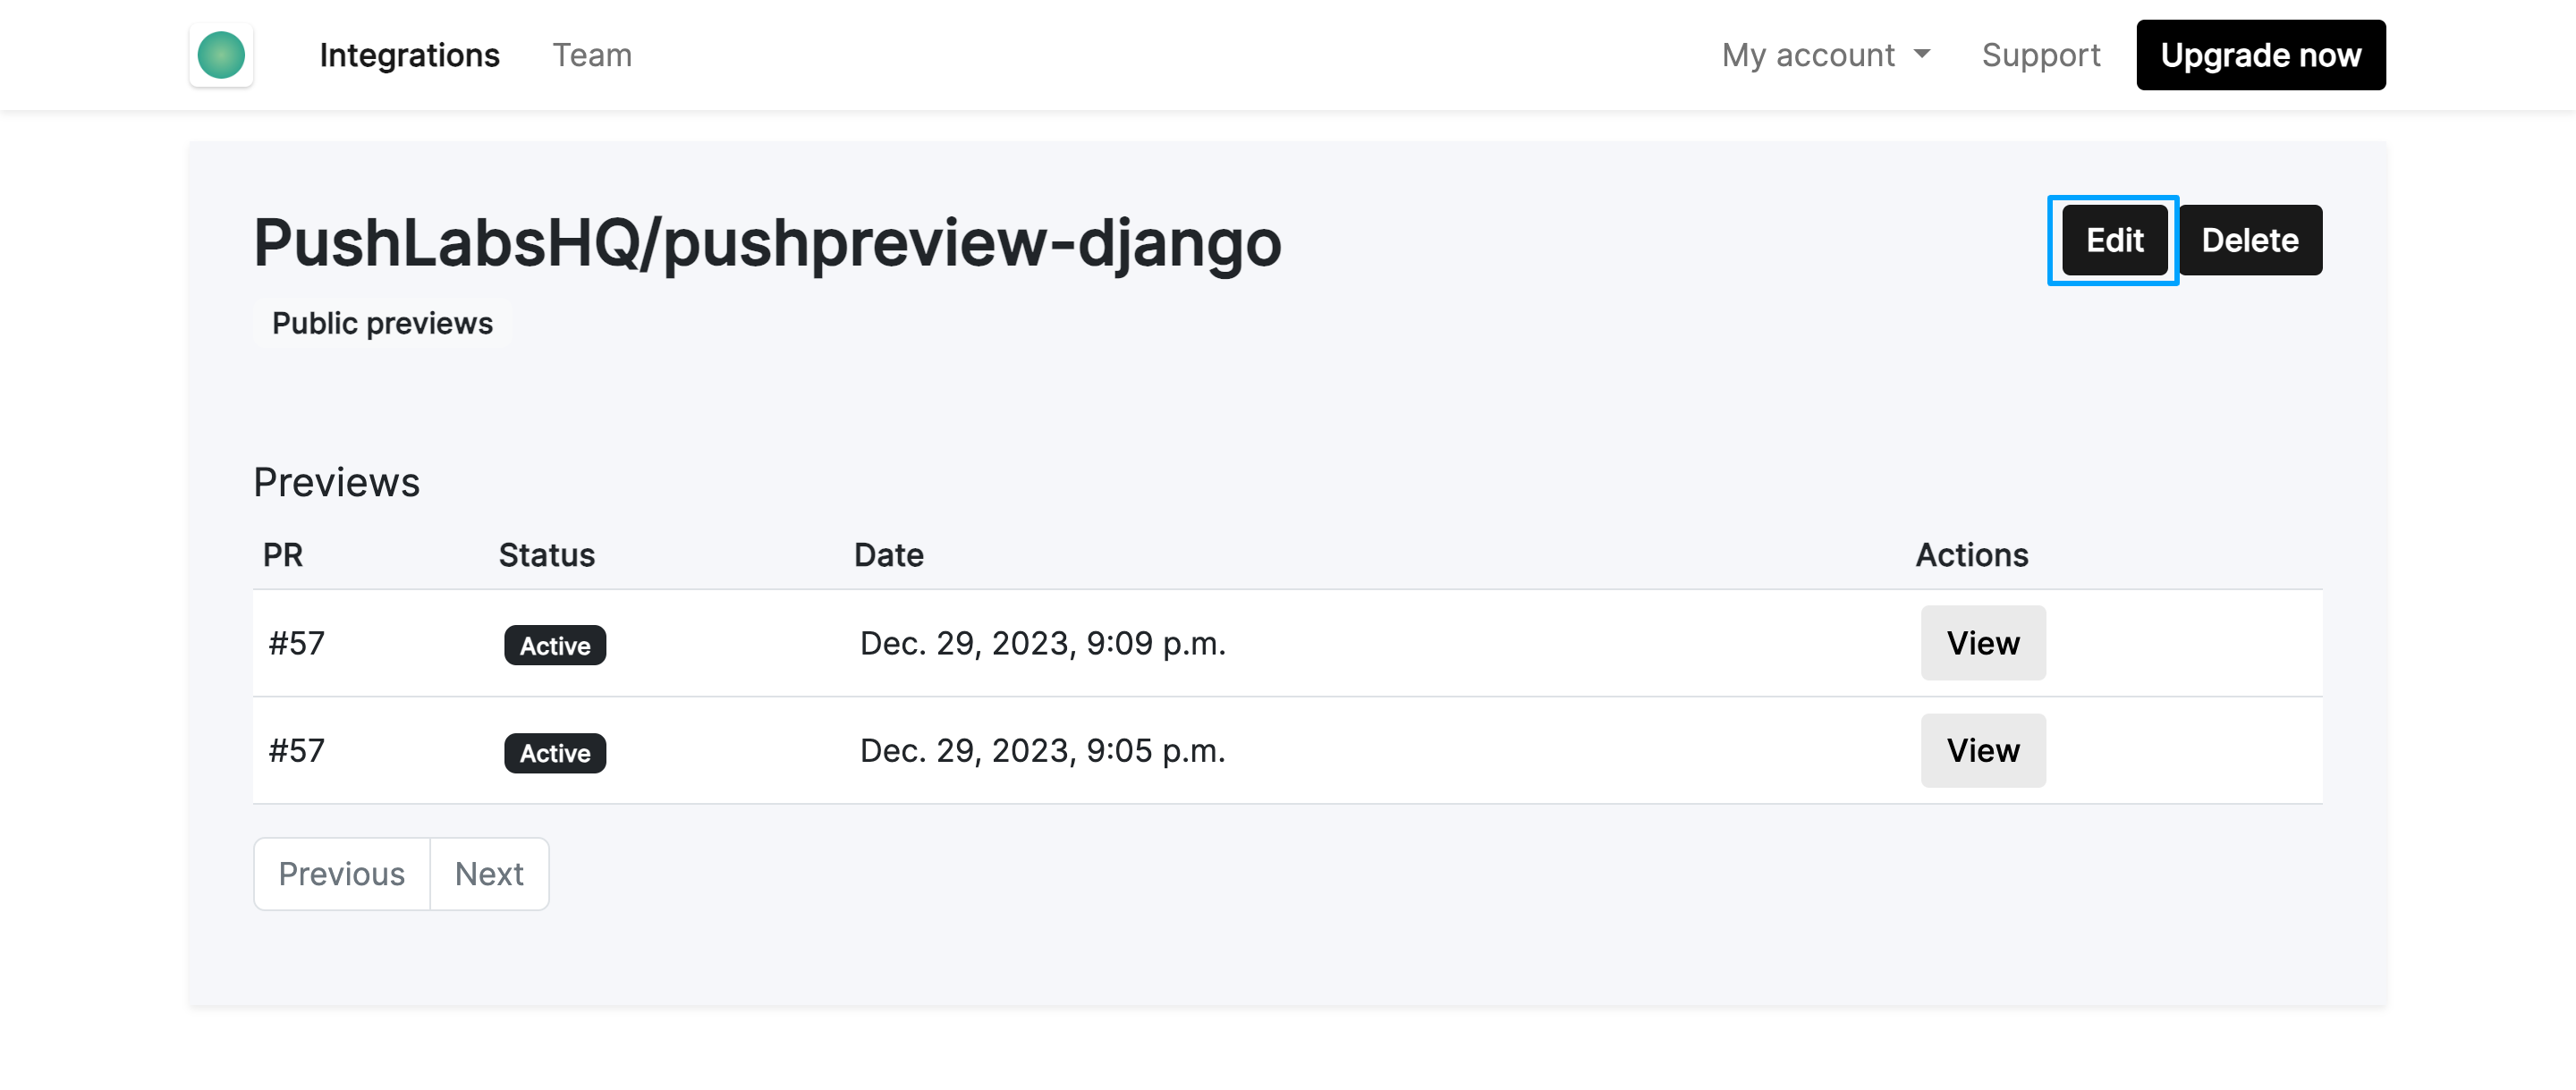 Integrations Team My account Support Upgrade now
PushLabsHQ/pushpreview-django Edit Delete
Public previews
Previews
PR Status Date Actions
#57 Active Dec. 29, 2023, 9:09 p.m. View
#57 Active Dec. 29, 2023, 9:05 p.m. View
Previous Next